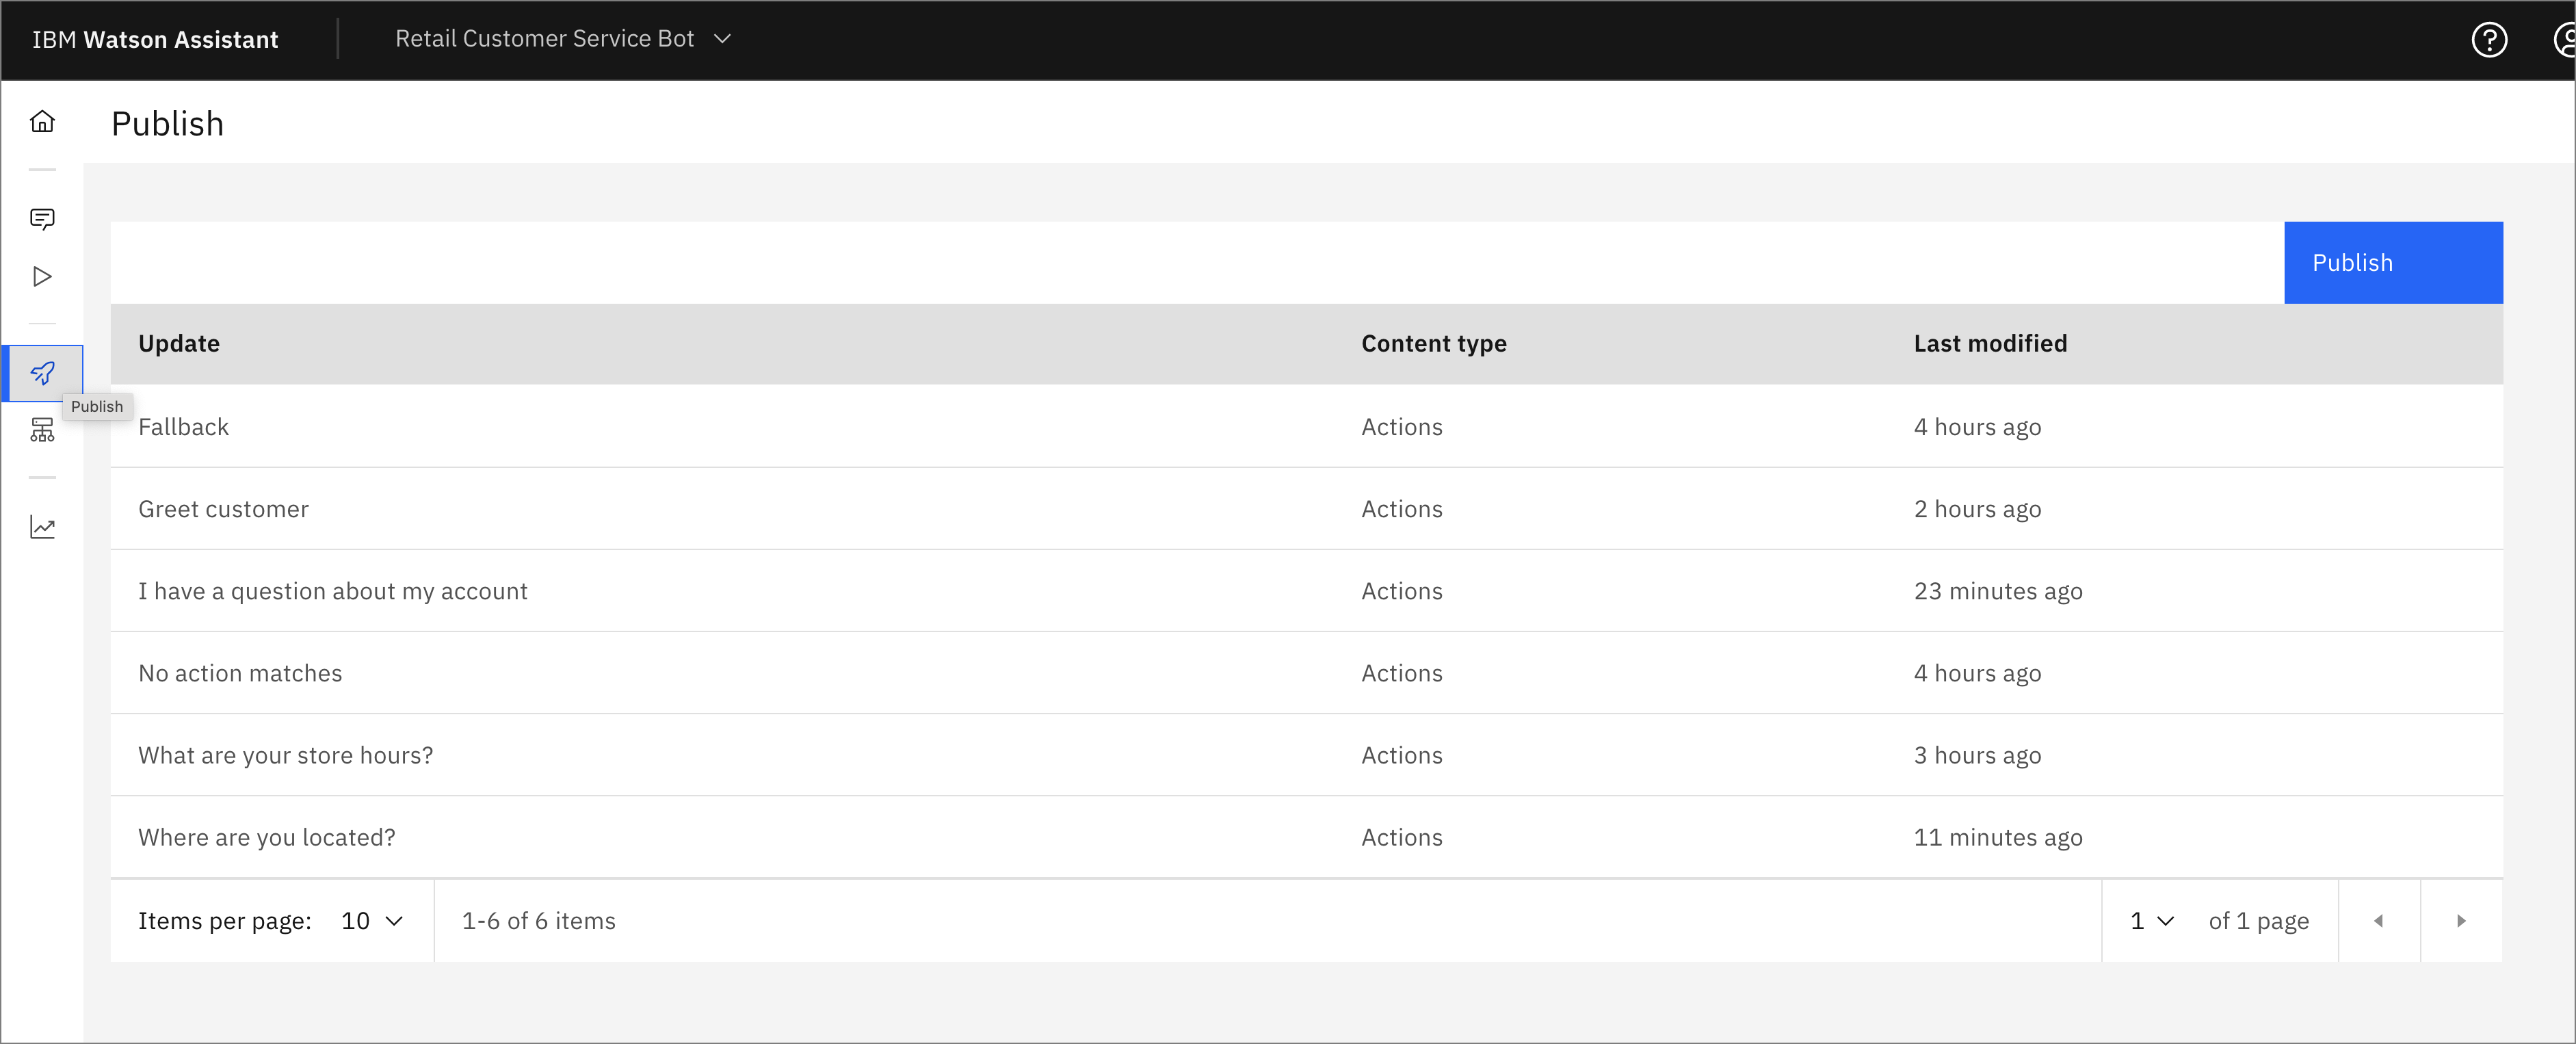 IBM Watson Assistant
Retail Customer Service Bot
Publish
Publish
Update Content type Last modified
Publish
Fallback Actions 4 hours ago
Greet customer Actions 2 hours ago
I have a question about my account Actions 23 minutes ago
No action matches Actions 4 hours ago
What are your store hours? Actions 3 hours ago
Where are you located? Actions 11 minutes ago
Items per page: 10 1-6 of 6 items 1 of 1 page